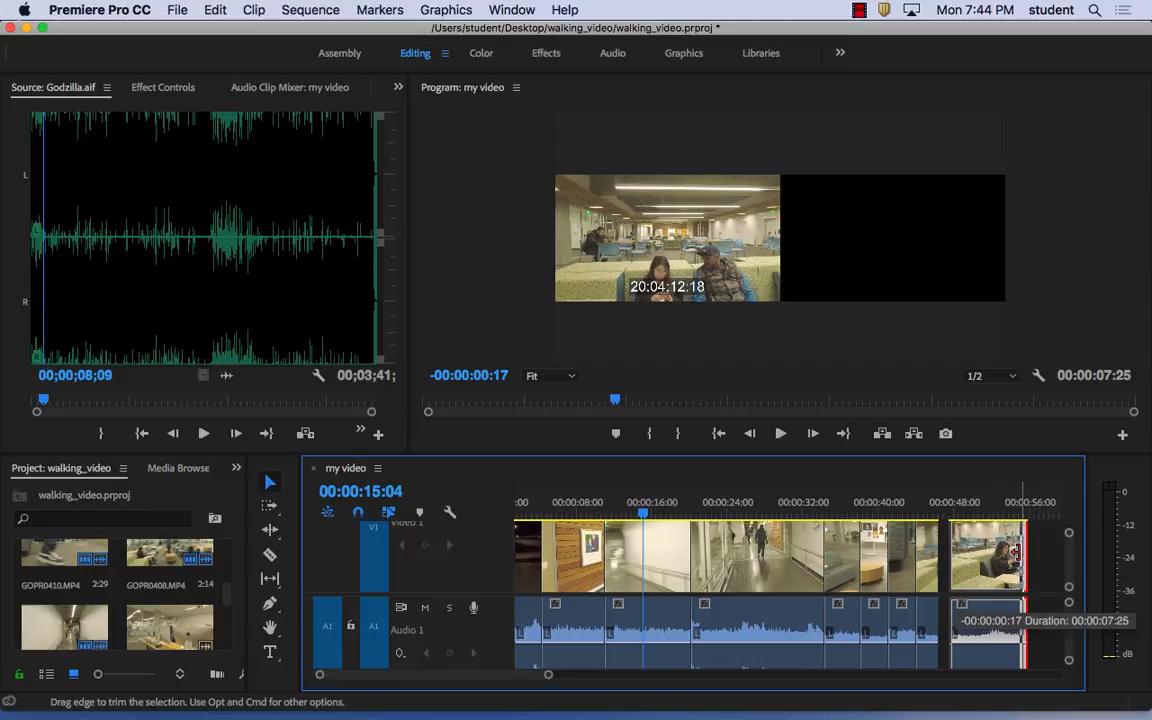 Premiere Pro CC File Edit Clip Sequence Markers Graphics Window Help Mon 7:44 PM student
/Users/student/Desktop/walking_video/walking_video.prproj *
Assembly Editing Color Effects Audio Graphics Libraries
Source: Godzilla.aif Effect Controls Audio Clip Mixer: my video Program: my video
L
R
20:04:12:18
00;00;08;09 00;03;41; -00:00:00:17 Fit 1/2 00:00:07:25
Project: walking_video Media Browse my video
walking_video.prproj 00:00:15:04
:00 00:00:08:00 00:00:16:00 00:00:24:00 00:00:32:00 00:00:40:00 00:00:48:00 00:00:56:00
V1 Video 1
GOPR0410.MP4 2:29 GOPR0408.MP4 2:14
A1 A1 M S
Audio 1
-00:00:00:17 Duration: 00:00:07:25
0
-12
-24
-36
dB
Drag edge to trim the selection. Use Opt and Cmd for other options.